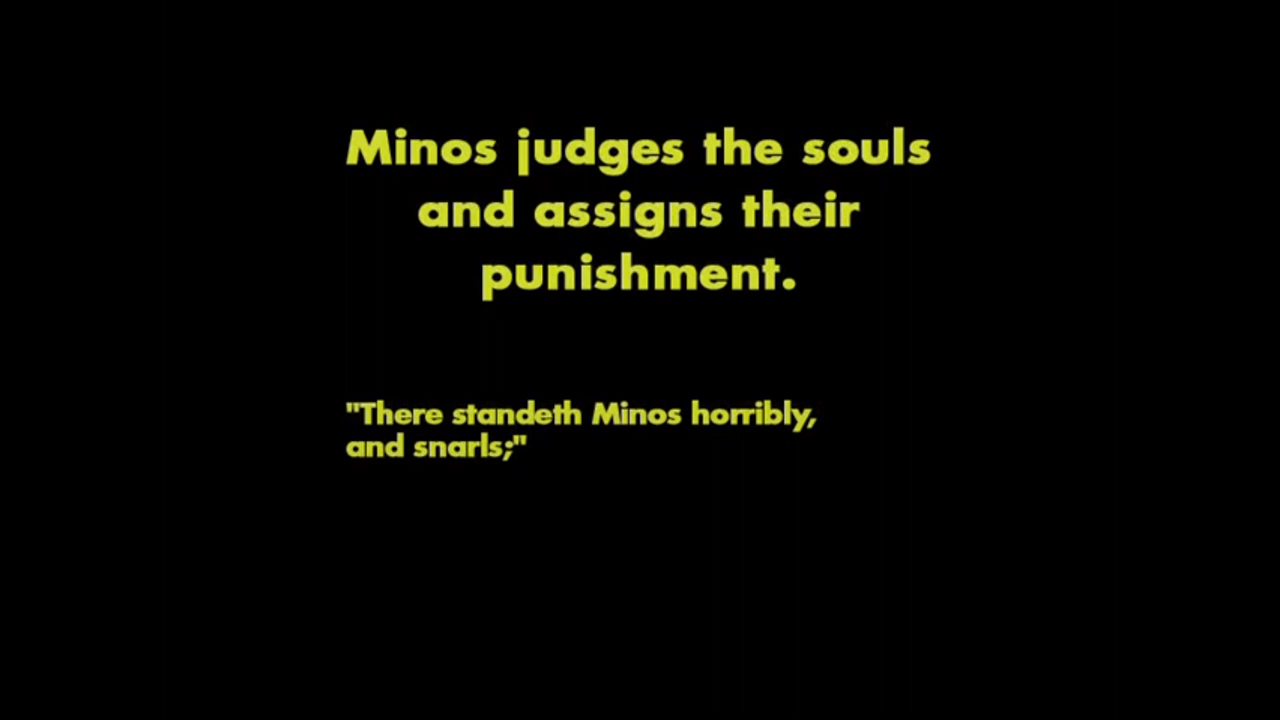 Minos judges the souls
and assigns their
punishment.
"There standeth Minos horribly,
and snarls;"